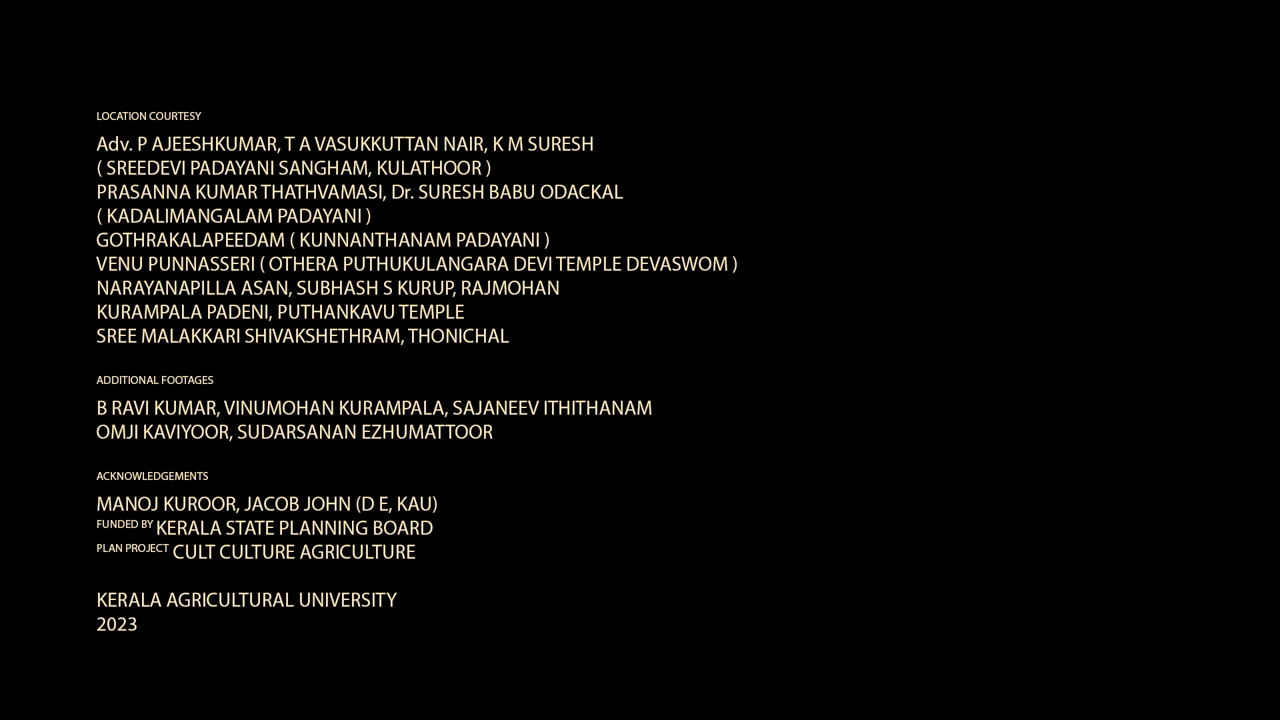 LOCATION COURTESY
Adv. P AJEESHKUMAR, T A VASUKKUTTAN NAIR, K M SURESH
( SREEDEVI PADAYANI SANGHAM, KULATHOOR )
PRASANNA KUMAR THATHVAMASI, Dr. SURESH BABU ODACKAL
( KADALIMANGALAM PADAYANI )
GOTHRAKALAPEEDAM ( KUNNANTHANAM PADAYANI )
VENU PUNNASSERI ( OTHERA PUTHUKULANGARA DEVI TEMPLE DEVASWOM )
NARAYANAPILLA ASAN, SUBHASH S KURUP, RAJMOHAN
KURAMPALA PADENI, PUTHANKAVU TEMPLE
SREE MALAKKARI SHIVAKSHETHRAM, THONICHAL
ADDITIONAL FOOTAGES
B RAVI KUMAR, VINUMOHAN KURAMPALA, SAJANEEV ITHITHANAM
OMJI KAVIYOOR, SUDARSANAN EZHUMATTOOR
ACKNOWLEDGEMENTS
MANOJ KUROOR, JACOB JOHN (D E, KAU)
FUNDED BY KERALA STATE PLANNING BOARD
PLAN PROJECT CULT CULTURE AGRICULTURE
KERALA AGRICULTURAL UNIVERSITY
2023